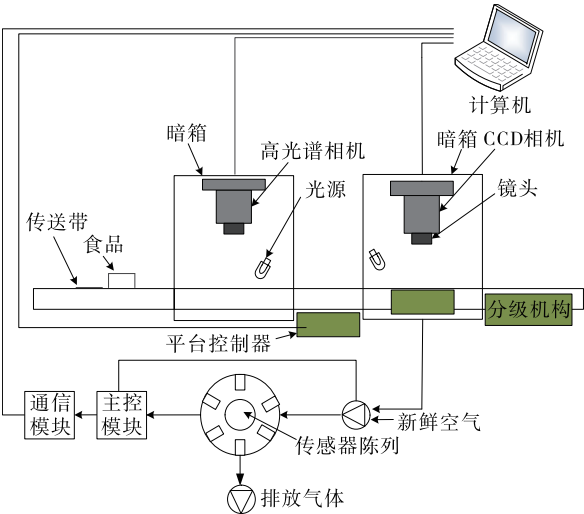 计算机
暗箱
高光谱相机
暗箱 CCD相机
光源
镜头
传送带
食品
分级机构
平台控制器
通信
模块
主控
模块
新鲜空气
传感器阵列
排放气体